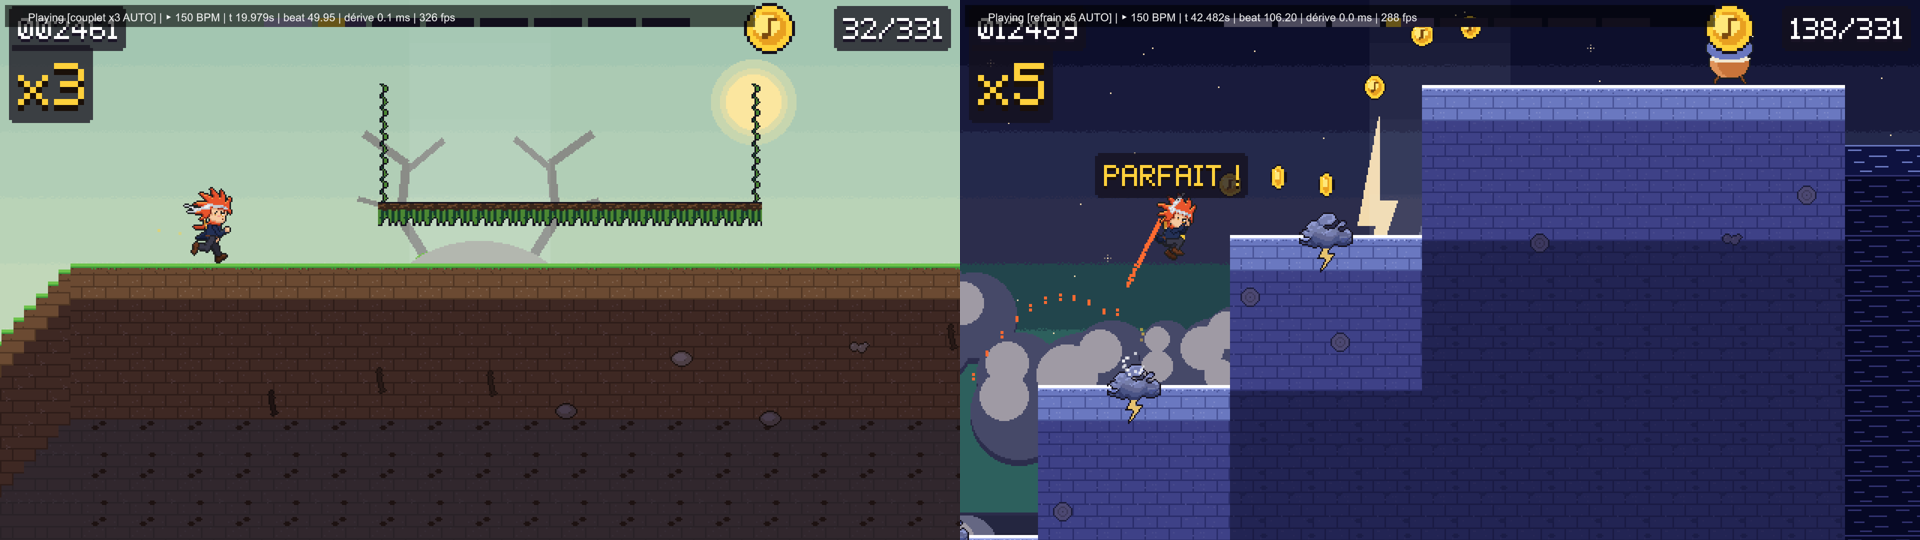 Playing [couplet x3 AUTO] | ▸ 150 BPM | t 19.979s | beat 49.95 | dérive 0.1 ms | 326 fps
002461
32/331
x3
Playing [refrain x5 AUTO] | ▸ 150 BPM | t 42.482s | beat 106.20 | dérive 0.0 ms | 288 fps
012489
138/331
x5
PARFAIT !